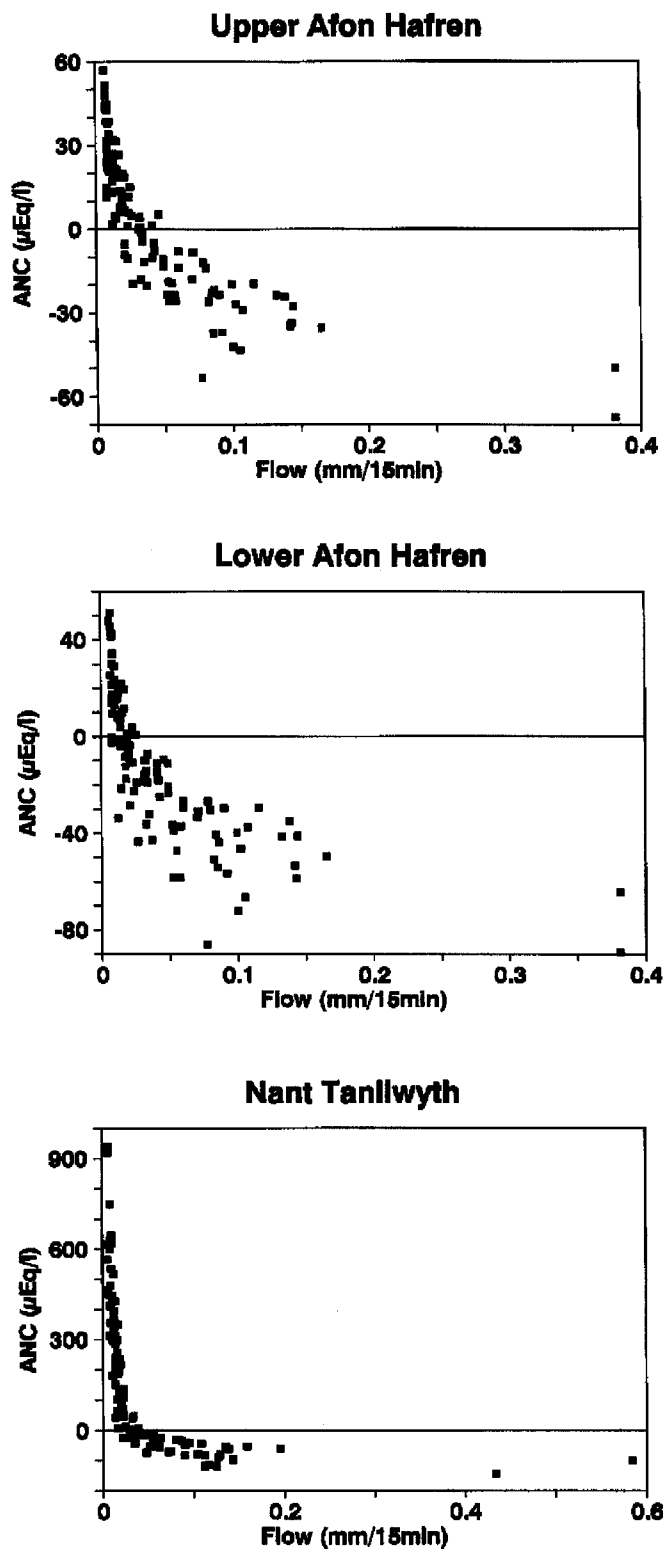 Upper Afon Hafren
60
30
0
-30
-60
ANC (µEq/l)
0 0.1 0.2 0.3 0.4
Flow (mm/15min)
Lower Afon Hafren
40
0
-40
-80
ANC (µEq/l)
0 0.1 0.2 0.3 0.4
Flow (mm/15min)
Nant Tanllwyth
900
600
300
0
ANC (µEq/l)
0 0.2 0.4 0.6
Flow (mm/15min)